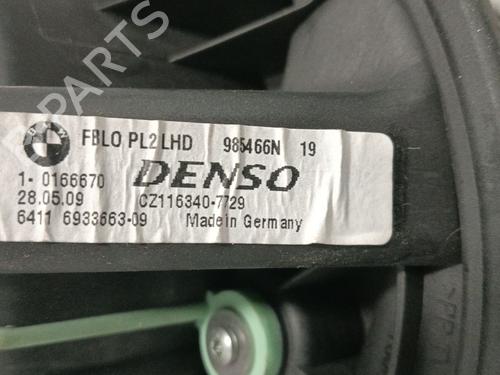 BMW FBLO PL2 LHD 985466N 19
1- 0166670 DENSO
28.05.09 CZ116340-7729
6411 6933663-09 Made in Germany